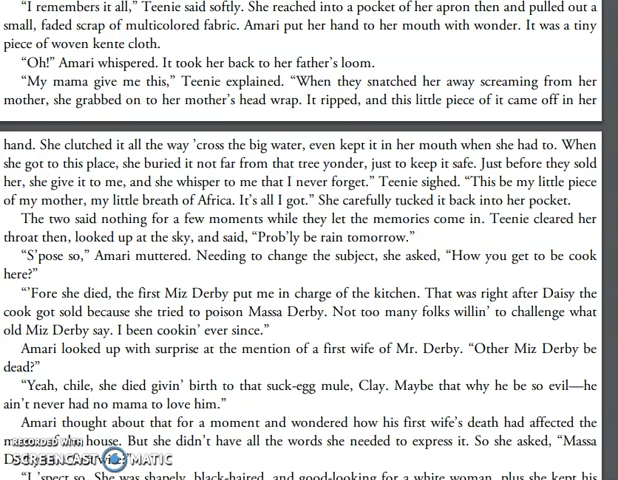 “I remembers it all,” Teenie said softly. She reached into a pocket of her apron then and pulled out a
small, faded scrap of multicolored fabric. Amari put her hand to her mouth with wonder. It was a tiny
piece of woven kente cloth.
“Oh!” Amari whispered. It took her back to her father’s loom.
“My mama give me this,” Teenie explained. “When they snatched her away screaming from her
mother, she grabbed on to her mother’s head wrap. It ripped, and this little piece of it came off in her
hand. She clutched it all the way ’cross the big water, even kept it in her mouth when she had to. When
she got to this place, she buried it not far from that tree yonder, just to keep it safe. Just before they sold
her, she give it to me, and she whisper to me that I never forget.” Teenie sighed. “This be my little piece
of my mother, my little breath of Africa. It’s all I got.” She carefully tucked it back into her pocket.
The two said nothing for a few moments while they let the memories come in. Teenie cleared her
throat then, looked up at the sky, and said, “Prob’ly be rain tomorrow.”
“S’pose so,” Amari muttered. Needing to change the subject, she asked, “How you get to be cook
here?”
“’Fore she died, the first Miz Derby put me in charge of the kitchen. That was right after Daisy the
cook got sold because she tried to poison Massa Derby. Not too many folks willin’ to challenge what
old Miz Derby say. I been cookin’ ever since.”
Amari looked up with surprise at the mention of a first wife of Mr. Derby. “Other Miz Derby be
dead?”
“Yeah, chile, she died givin’ birth to that suck-egg mule, Clay. Maybe that why he be so evil—he
ain’t never had no mama to love him.”
Amari thought about that for a moment and wondered how his first wife’s death had affected the
house. But she didn’t have all the words she needed to express it. So she asked, “Massa
RECORDED WITH
SCREENCAST MATIC
“I ’spect so. She was shapely, black-haired, and good-looking for a white woman, plus she kept his